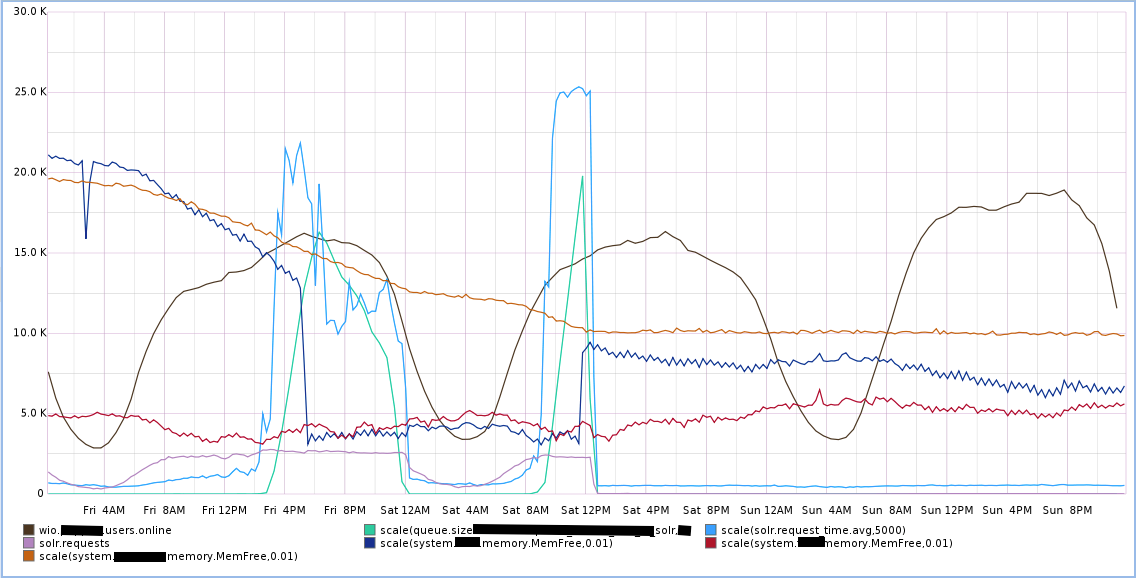 30.0 K
25.0 K
20.0 K
15.0 K
10.0 K
5.0 K
0
Fri 4AM Fri 8AM Fri 12PM Fri 4PM Fri 8PM Sat 12AM Sat 4AM Sat 8AM Sat 12PM Sat 4PM Sat 8PM Sun 12AM Sun 4AM Sun 8AM Sun 12PM Sun 4PM Sun 8PM
wio. .users.online scale(queue.size solr. scale(solr.request_time.avg,5000)
solr.requests scale(system. memory.MemFree,0.01) scale(system. memory.MemFree,0.01)
scale(system. memory.MemFree,0.01)